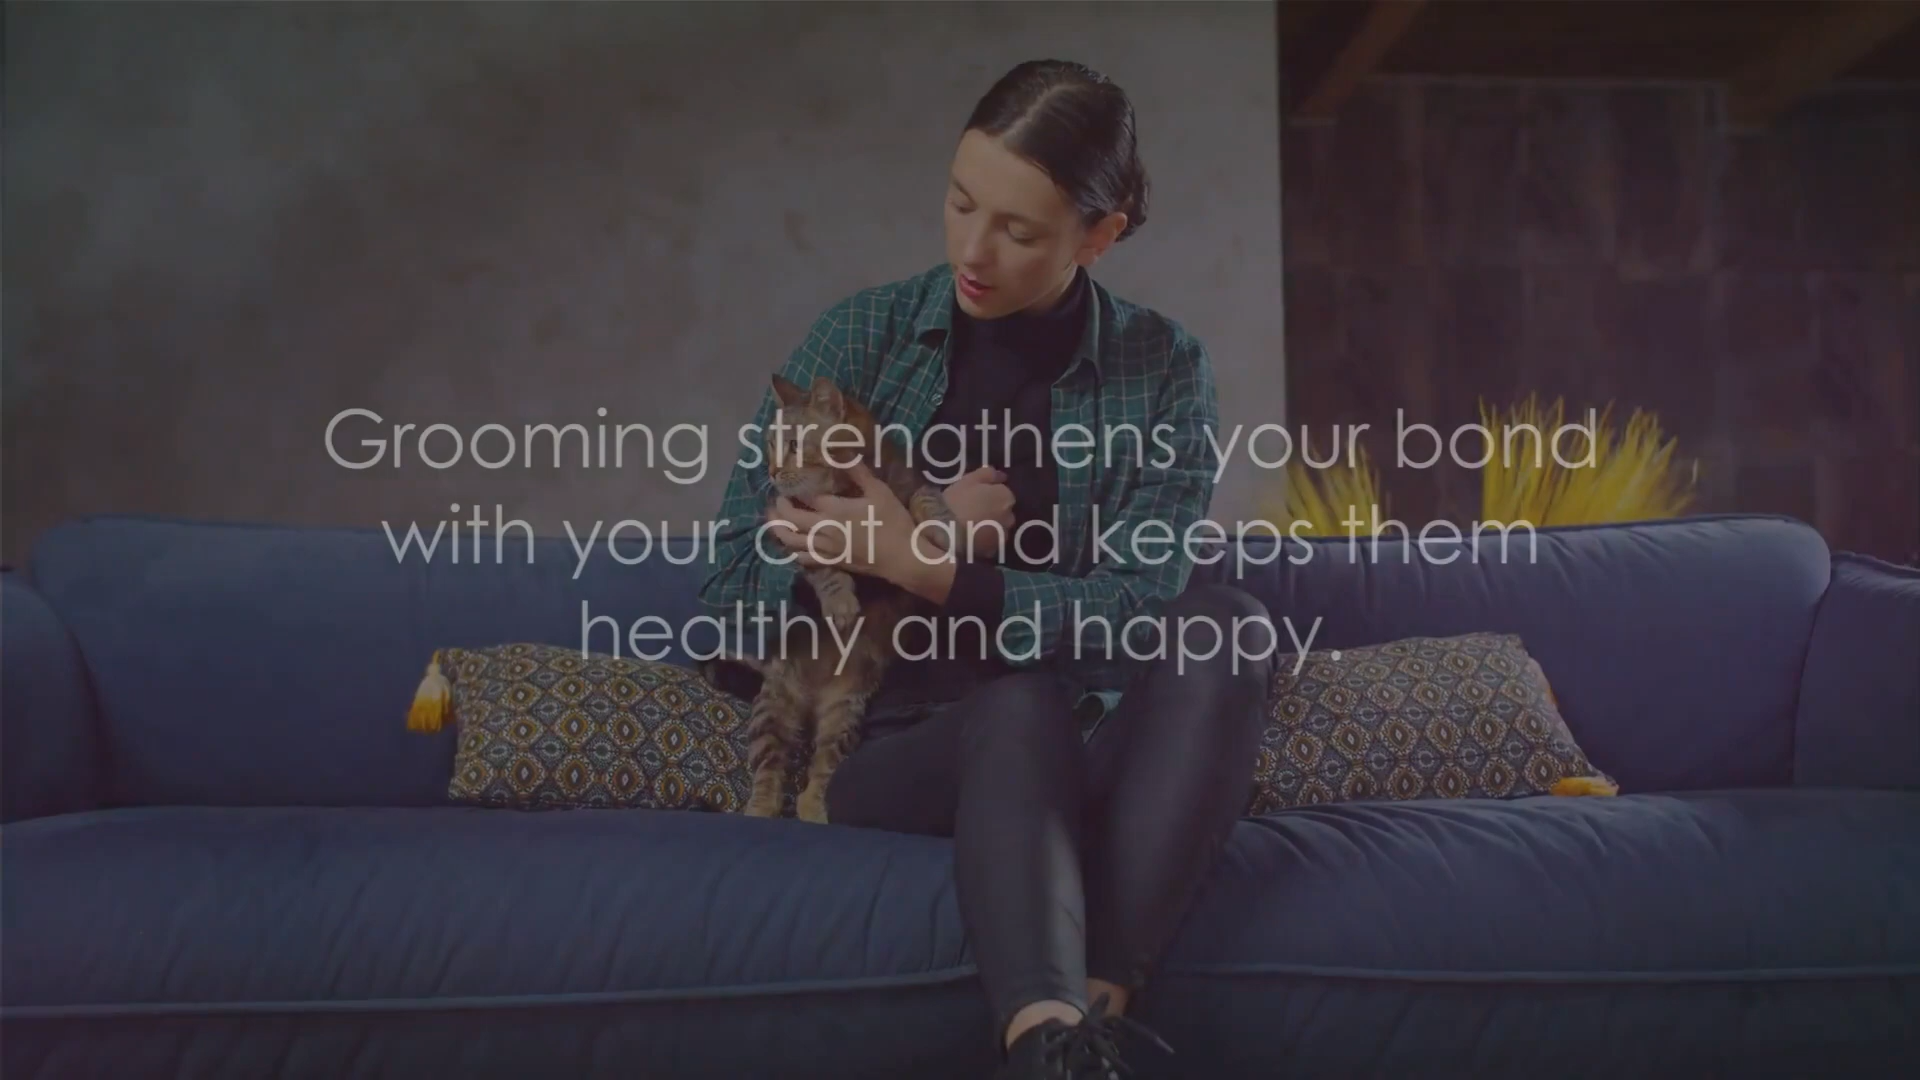 Grooming strengthens your bond
with your cat and keeps them
healthy and happy.